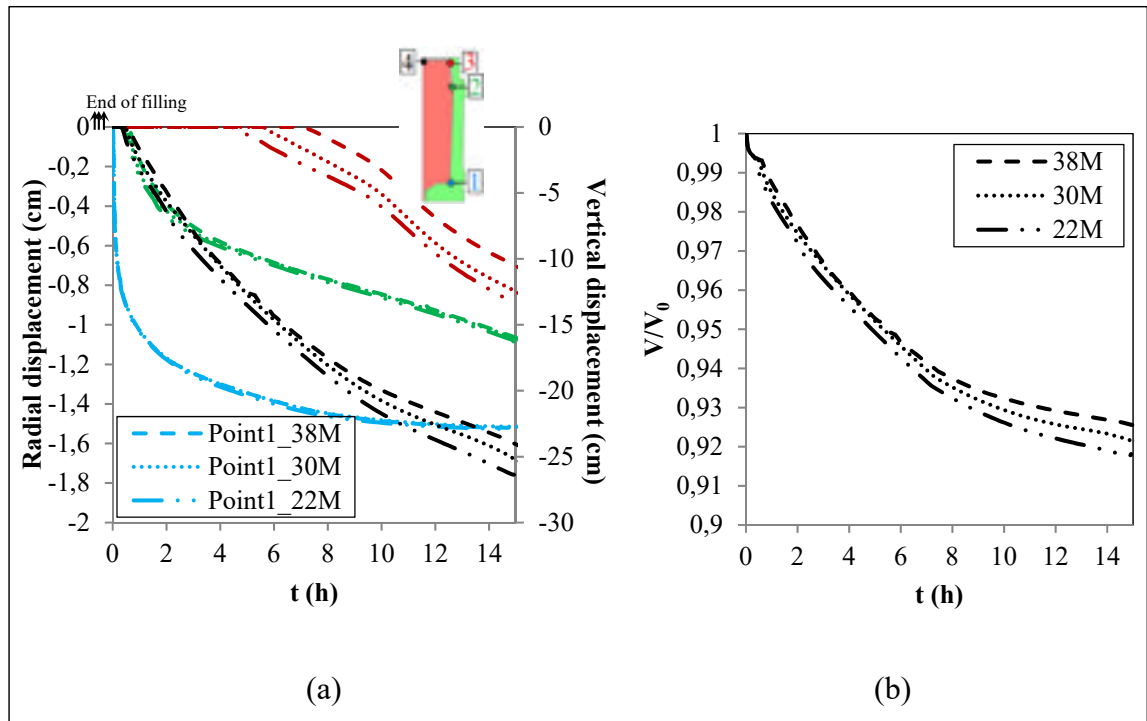 End of filling
4
3
2
1
0
-0,2
-0,4
-0,6
-0,8
-1
-1,2
-1,4
-1,6
-1,8
-2
Radial displacement (cm)
0
-5
-10
-15
-20
-25
-30
Vertical displacement (cm)
Point1_38M
Point1_30M
Point1_22M
0 2 4 6 8 10 12 14
t (h)
(a)
1
0,99
0,98
0,97
0,96
0,95
0,94
0,93
0,92
0,91
0,9
V/V0
38M
30M
22M
0 2 4 6 8 10 12 14
t (h)
(b)